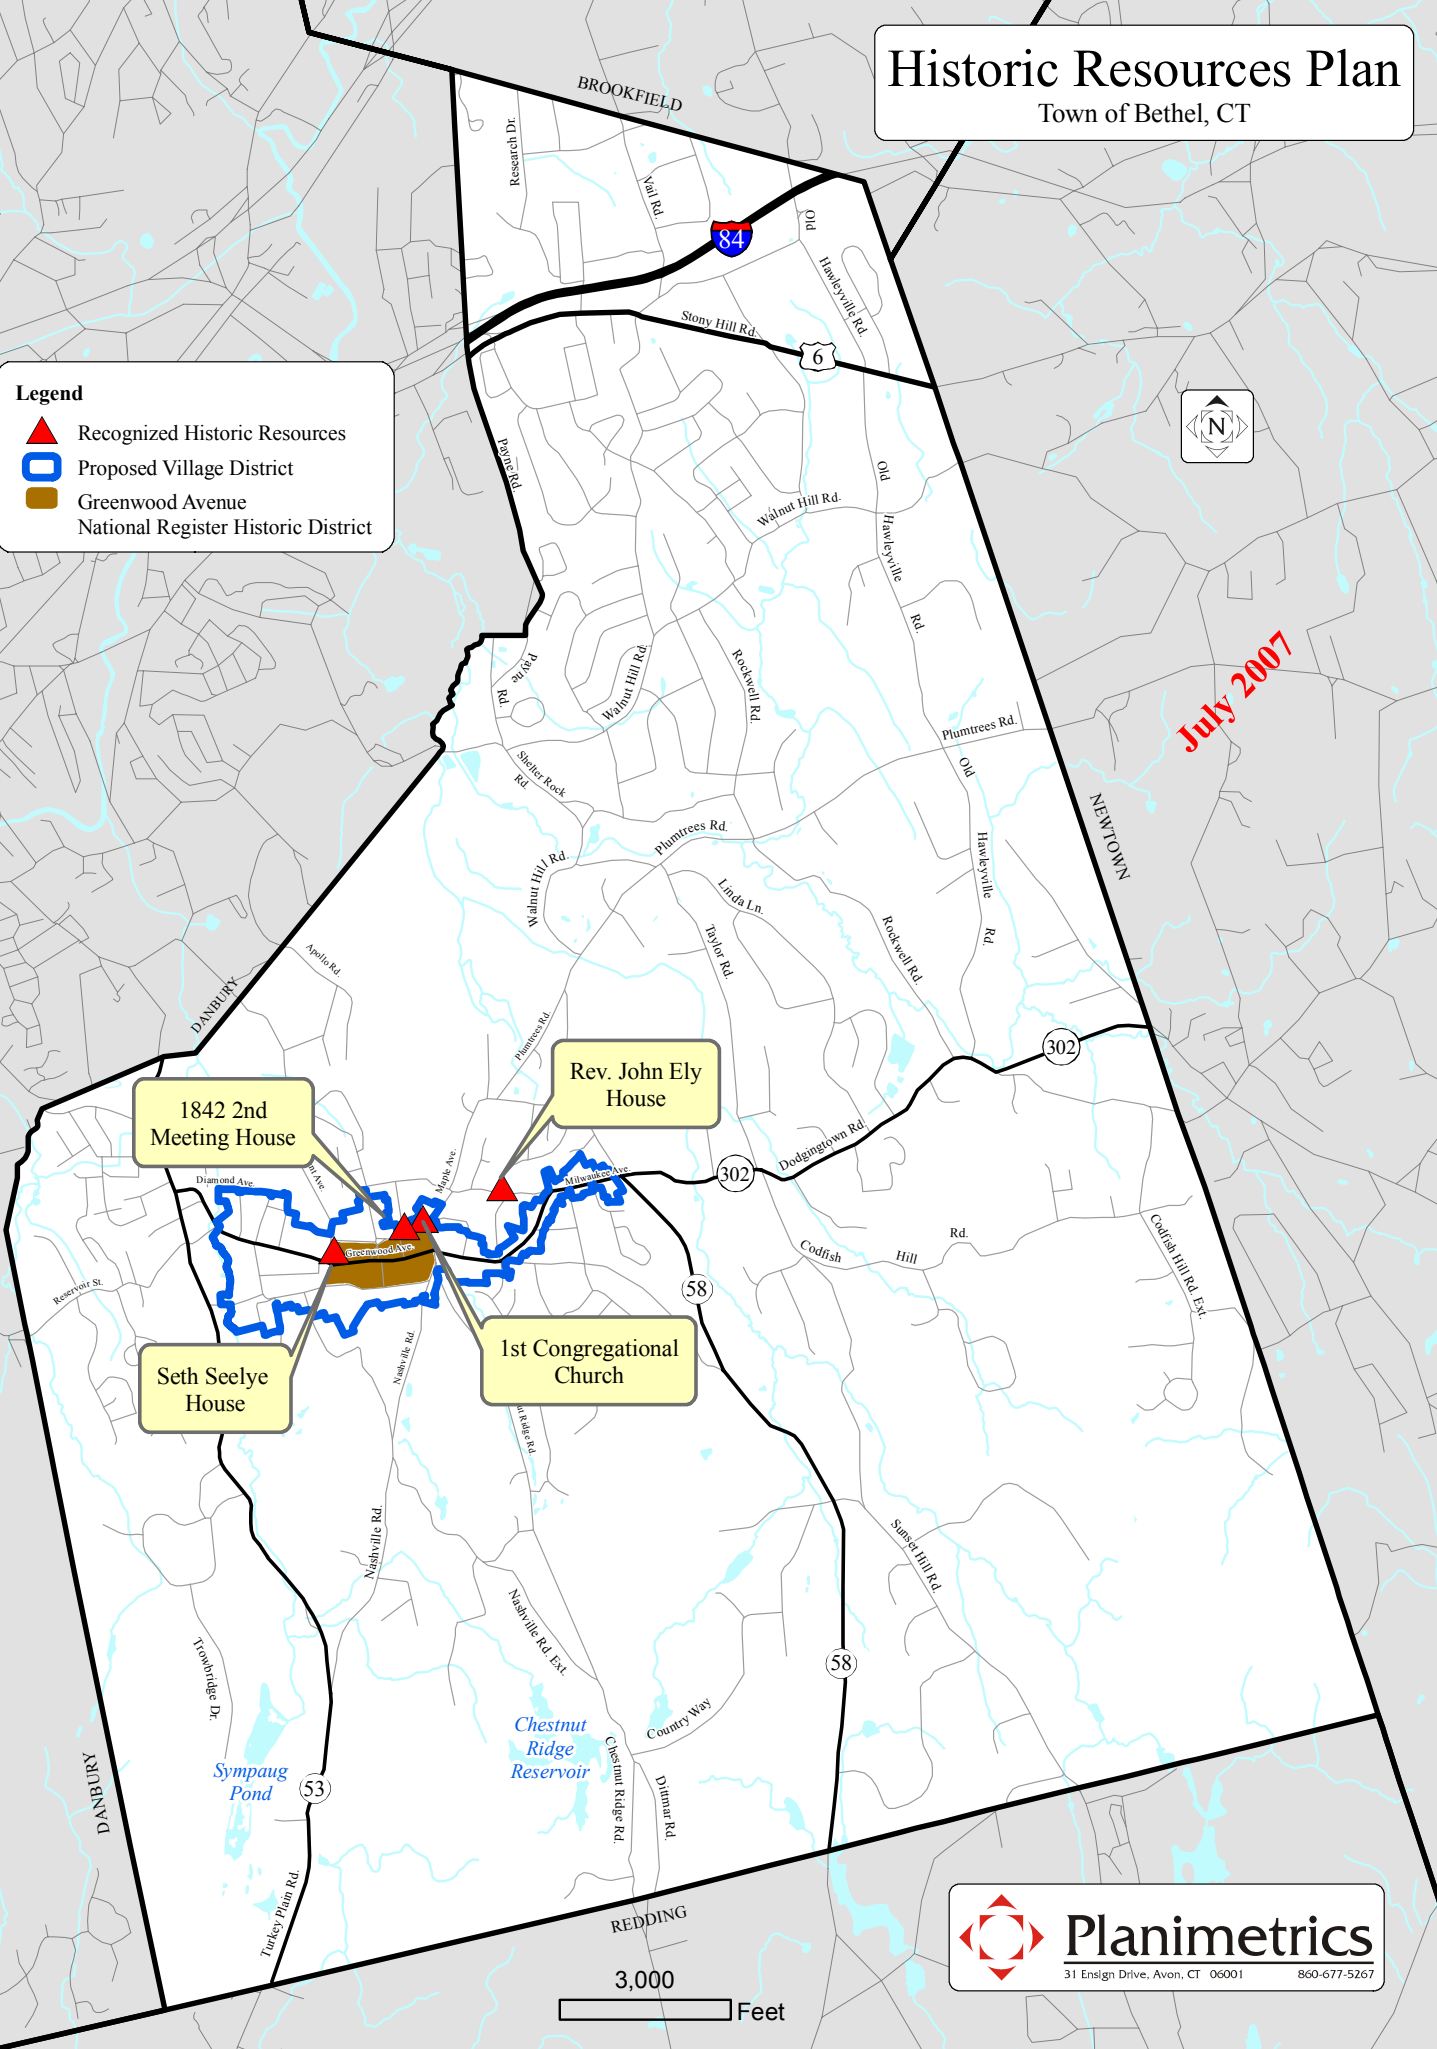 Historic Resources Plan
Town of Bethel, CT
BROOKFIELD
Research Dr.
Vail Rd.
Old
Hawleyville Rd.
84
Stony Hill Rd.
6
Legend
Recognized Historic Resources
Proposed Village District
Greenwood Avenue
National Register Historic District
N
Payne Rd.
Old
Hawleyville
Rd.
Walnut Hill Rd.
July 2007
Payne
Rd.
Walnut Hill Rd.
Rockwell Rd.
Plumtrees Rd.
Shelter Rock
Rd.
Old
Hawleyville
Rd.
NEWTOWN
Plumtrees Rd.
Walnut Hill Rd.
Linda Ln.
Taylor Rd.
Rockwell Rd.
Apollo Rd.
DANBURY
Plumtrees Rd.
302
Rev. John Ely
House
1842 2nd
Meeting House
Dodgingtown Rd.
302
Maple Ave.
Milwaukee Ave.
Diamond Ave.
nt Ave.
Greenwood Ave.
Codfish
Hill
Rd.
Codfish Hill Rd. Ext.
Reservoir St.
58
1st Congregational
Church
Seth Seelye
House
Nashville Rd.
ut Ridge Rd.
Nashville Rd.
Sunset Hill Rd.
Nashville Rd. Ext.
Trowbridge Dr.
58
Country Way
Chestnut
Ridge
Reservoir
Chestnut Ridge Rd.
Dittmar Rd.
Sympaug
Pond
53
DANBURY
Turkey Plain Rd.
REDDING
3,000
Feet
Planimetrics
31 Ensign Drive, Avon, CT 06001 860-677-5267